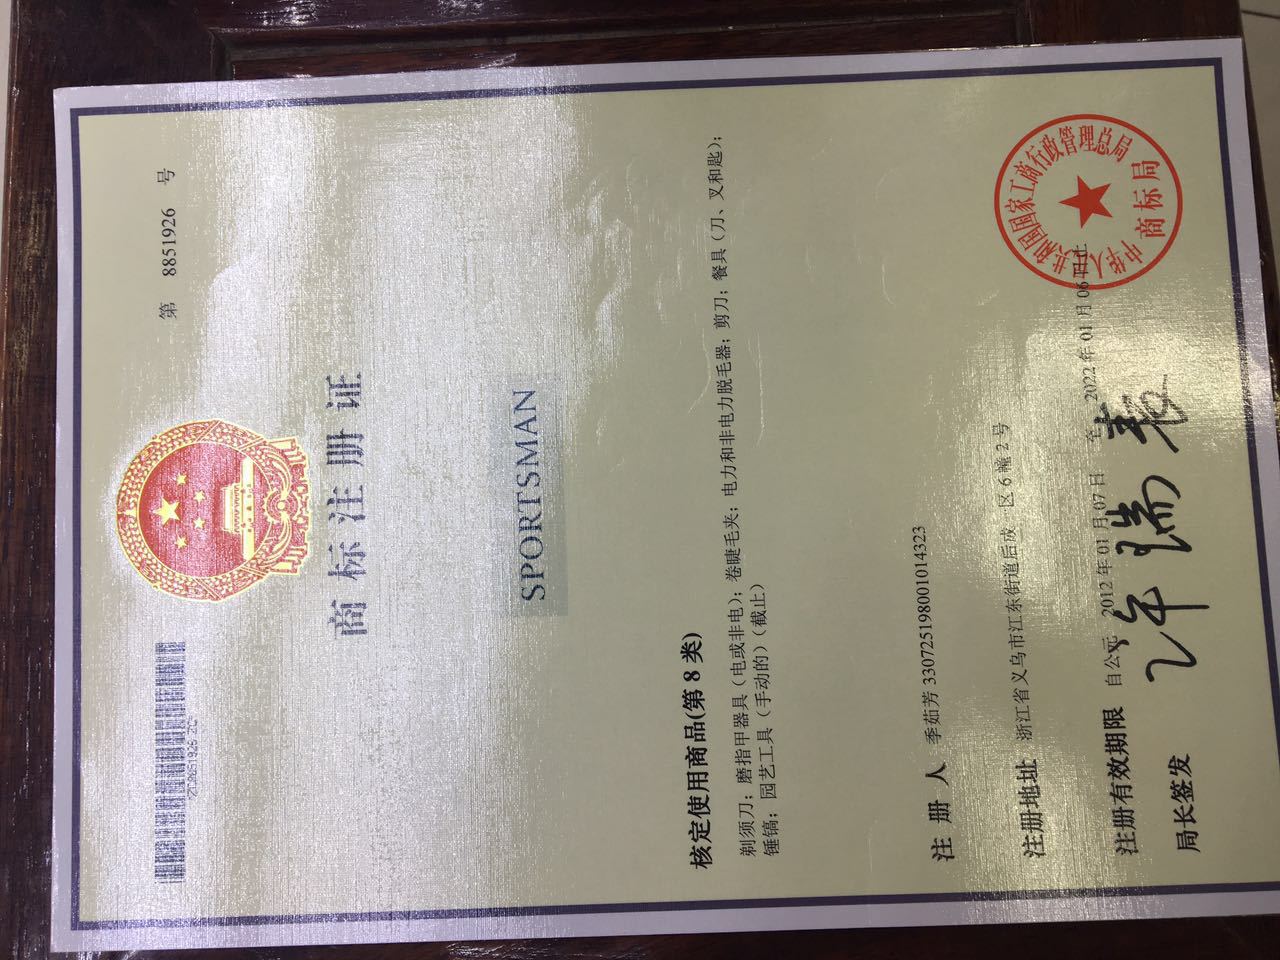 第 8851926 号
商标注册证
SPORTSMAN
核定使用商品(第 8 类)
剃须刀；磨指甲器具（电或非电）；卷睫毛夹；电力和非电力脱毛器；剪刀；餐具（刀、叉和匙）；
锤镐；园艺工具（手动的）（截止）
注 册 人 季茹芳 330725198001014323
注册地址 浙江省义乌市江东街道后成 区 6 幢 2 号
注册有效期限 自公元 2012 年 01 月 07 日 至 2022 年 01 月 06 日止
局长签发 许瑞表
中华人民共和国国家工商行政管理总局
商标局